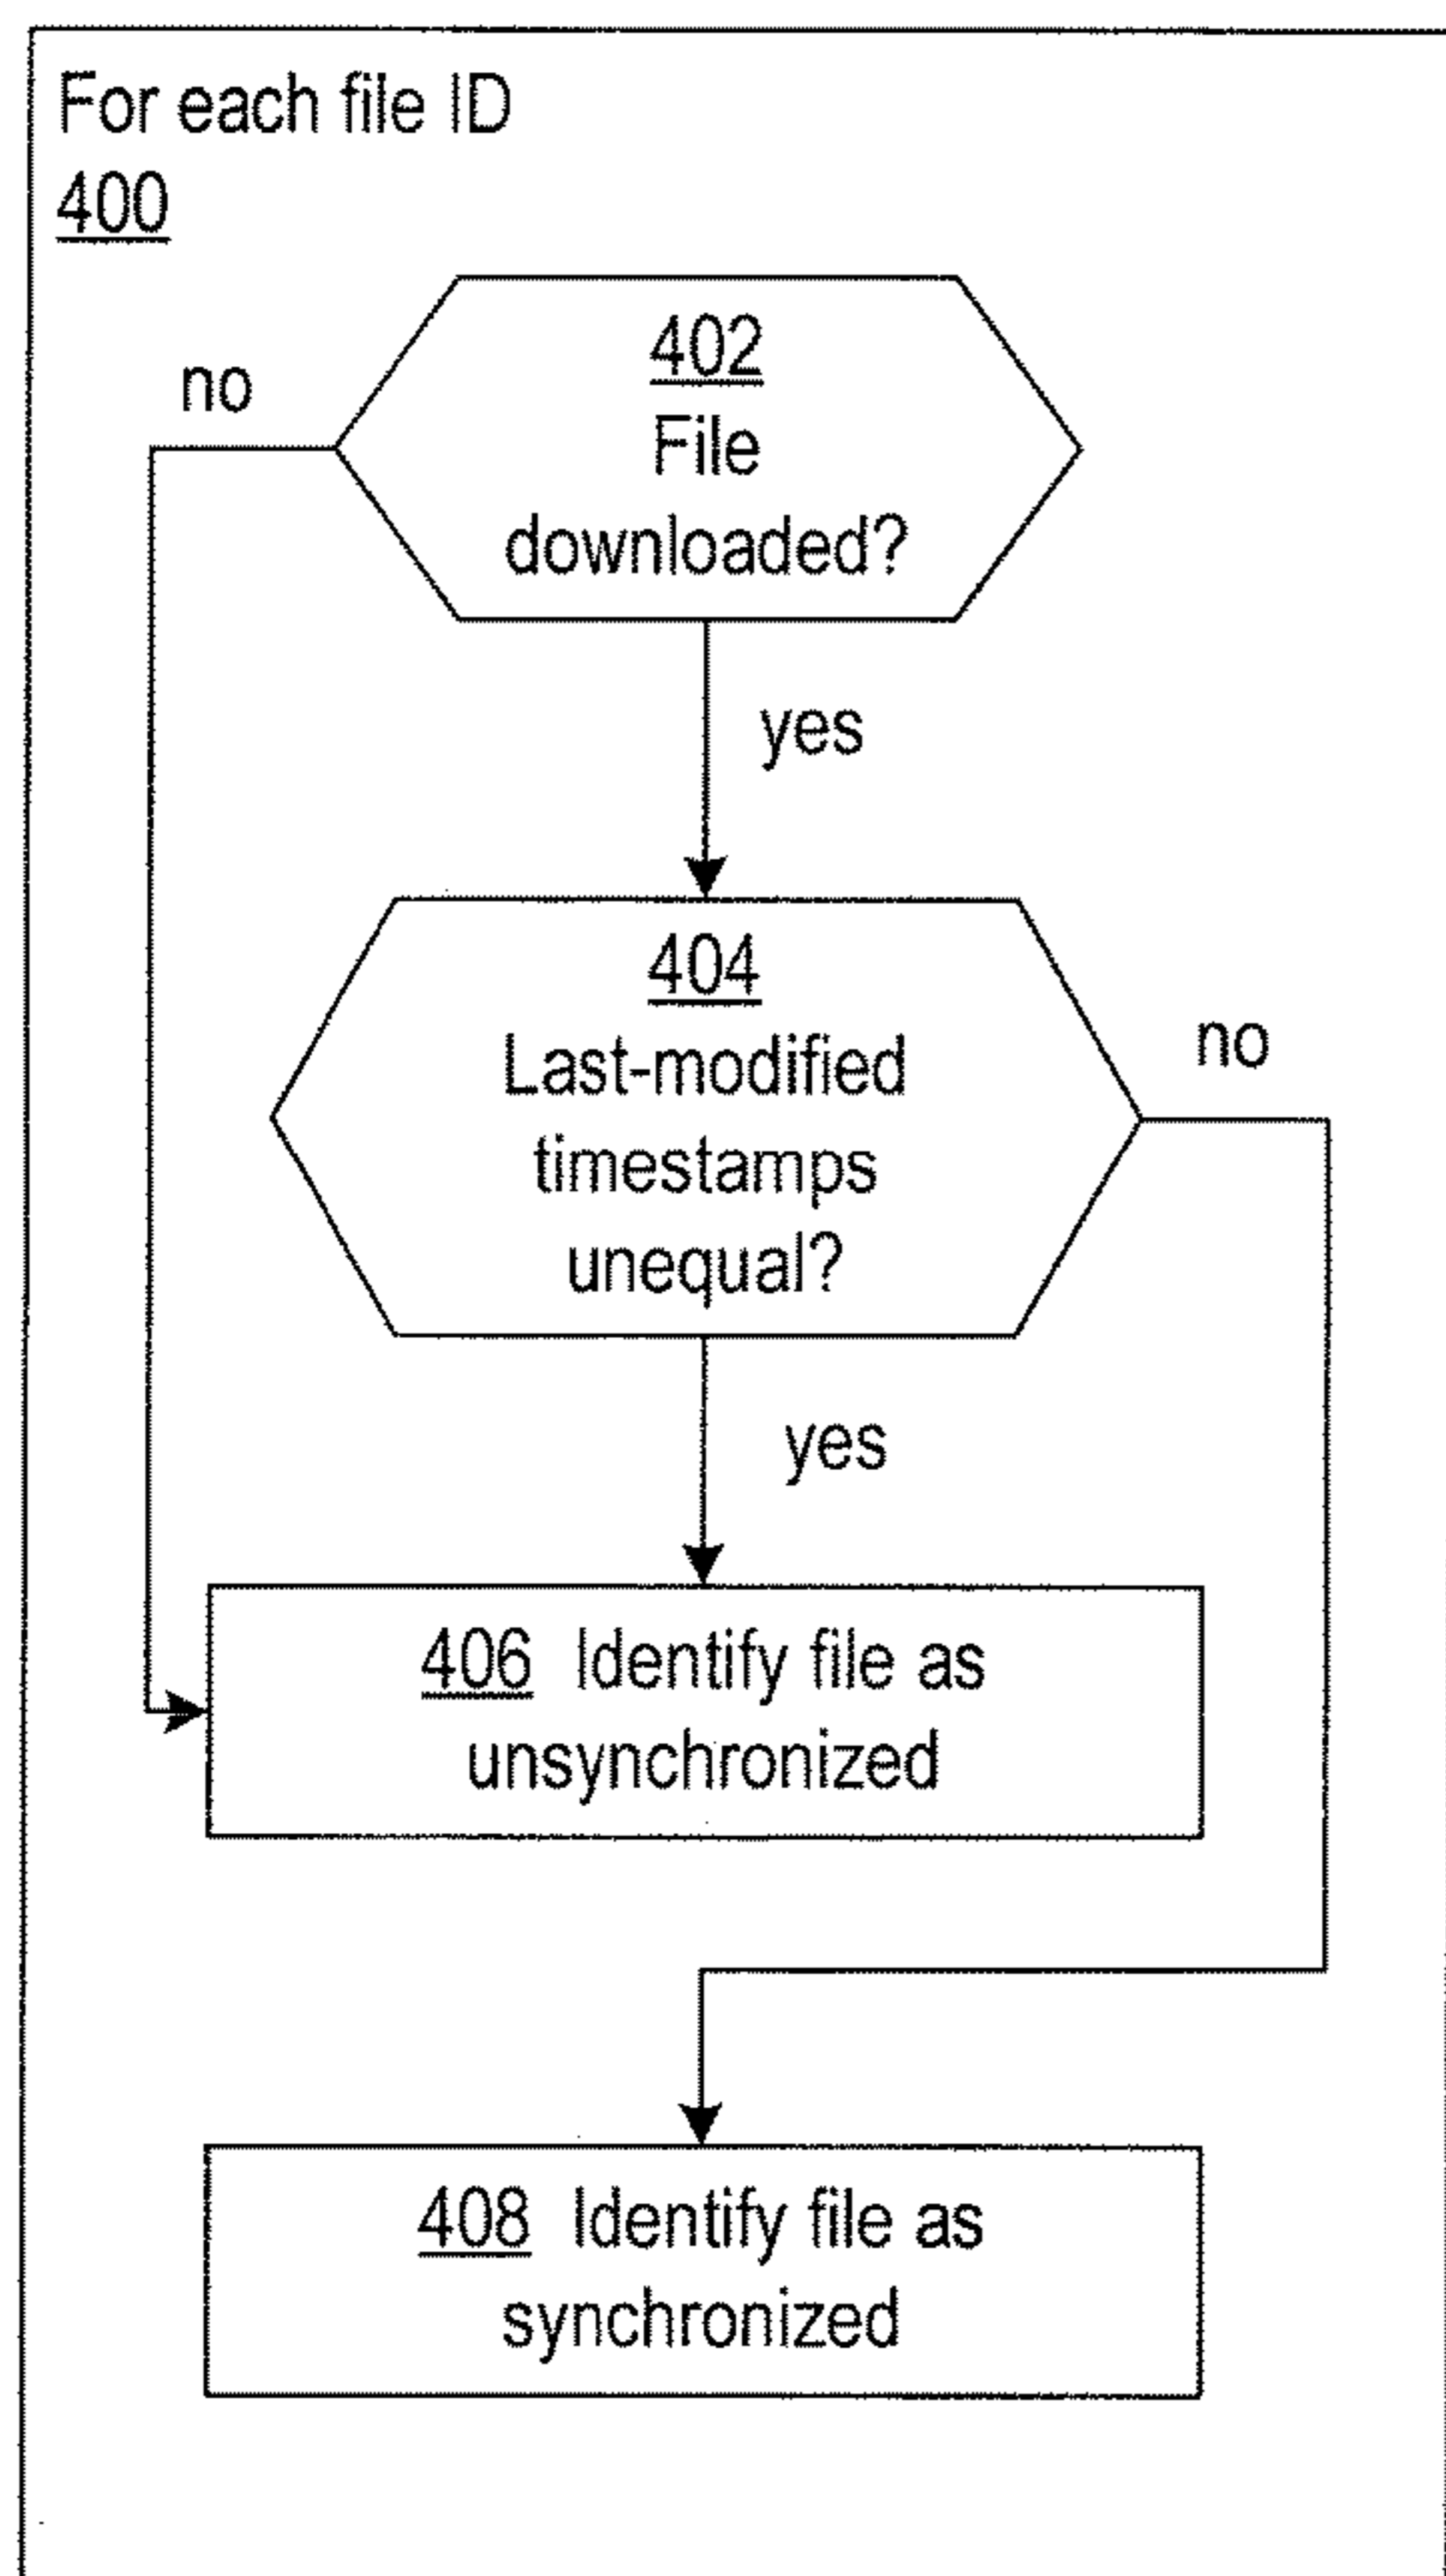 For each file ID
400
402
no
File
downloaded?
yes
404
Last-modified
no
timestamps
unequal?
yes
406 Identify file as
unsynchronized
408 Identify file as
synchronized